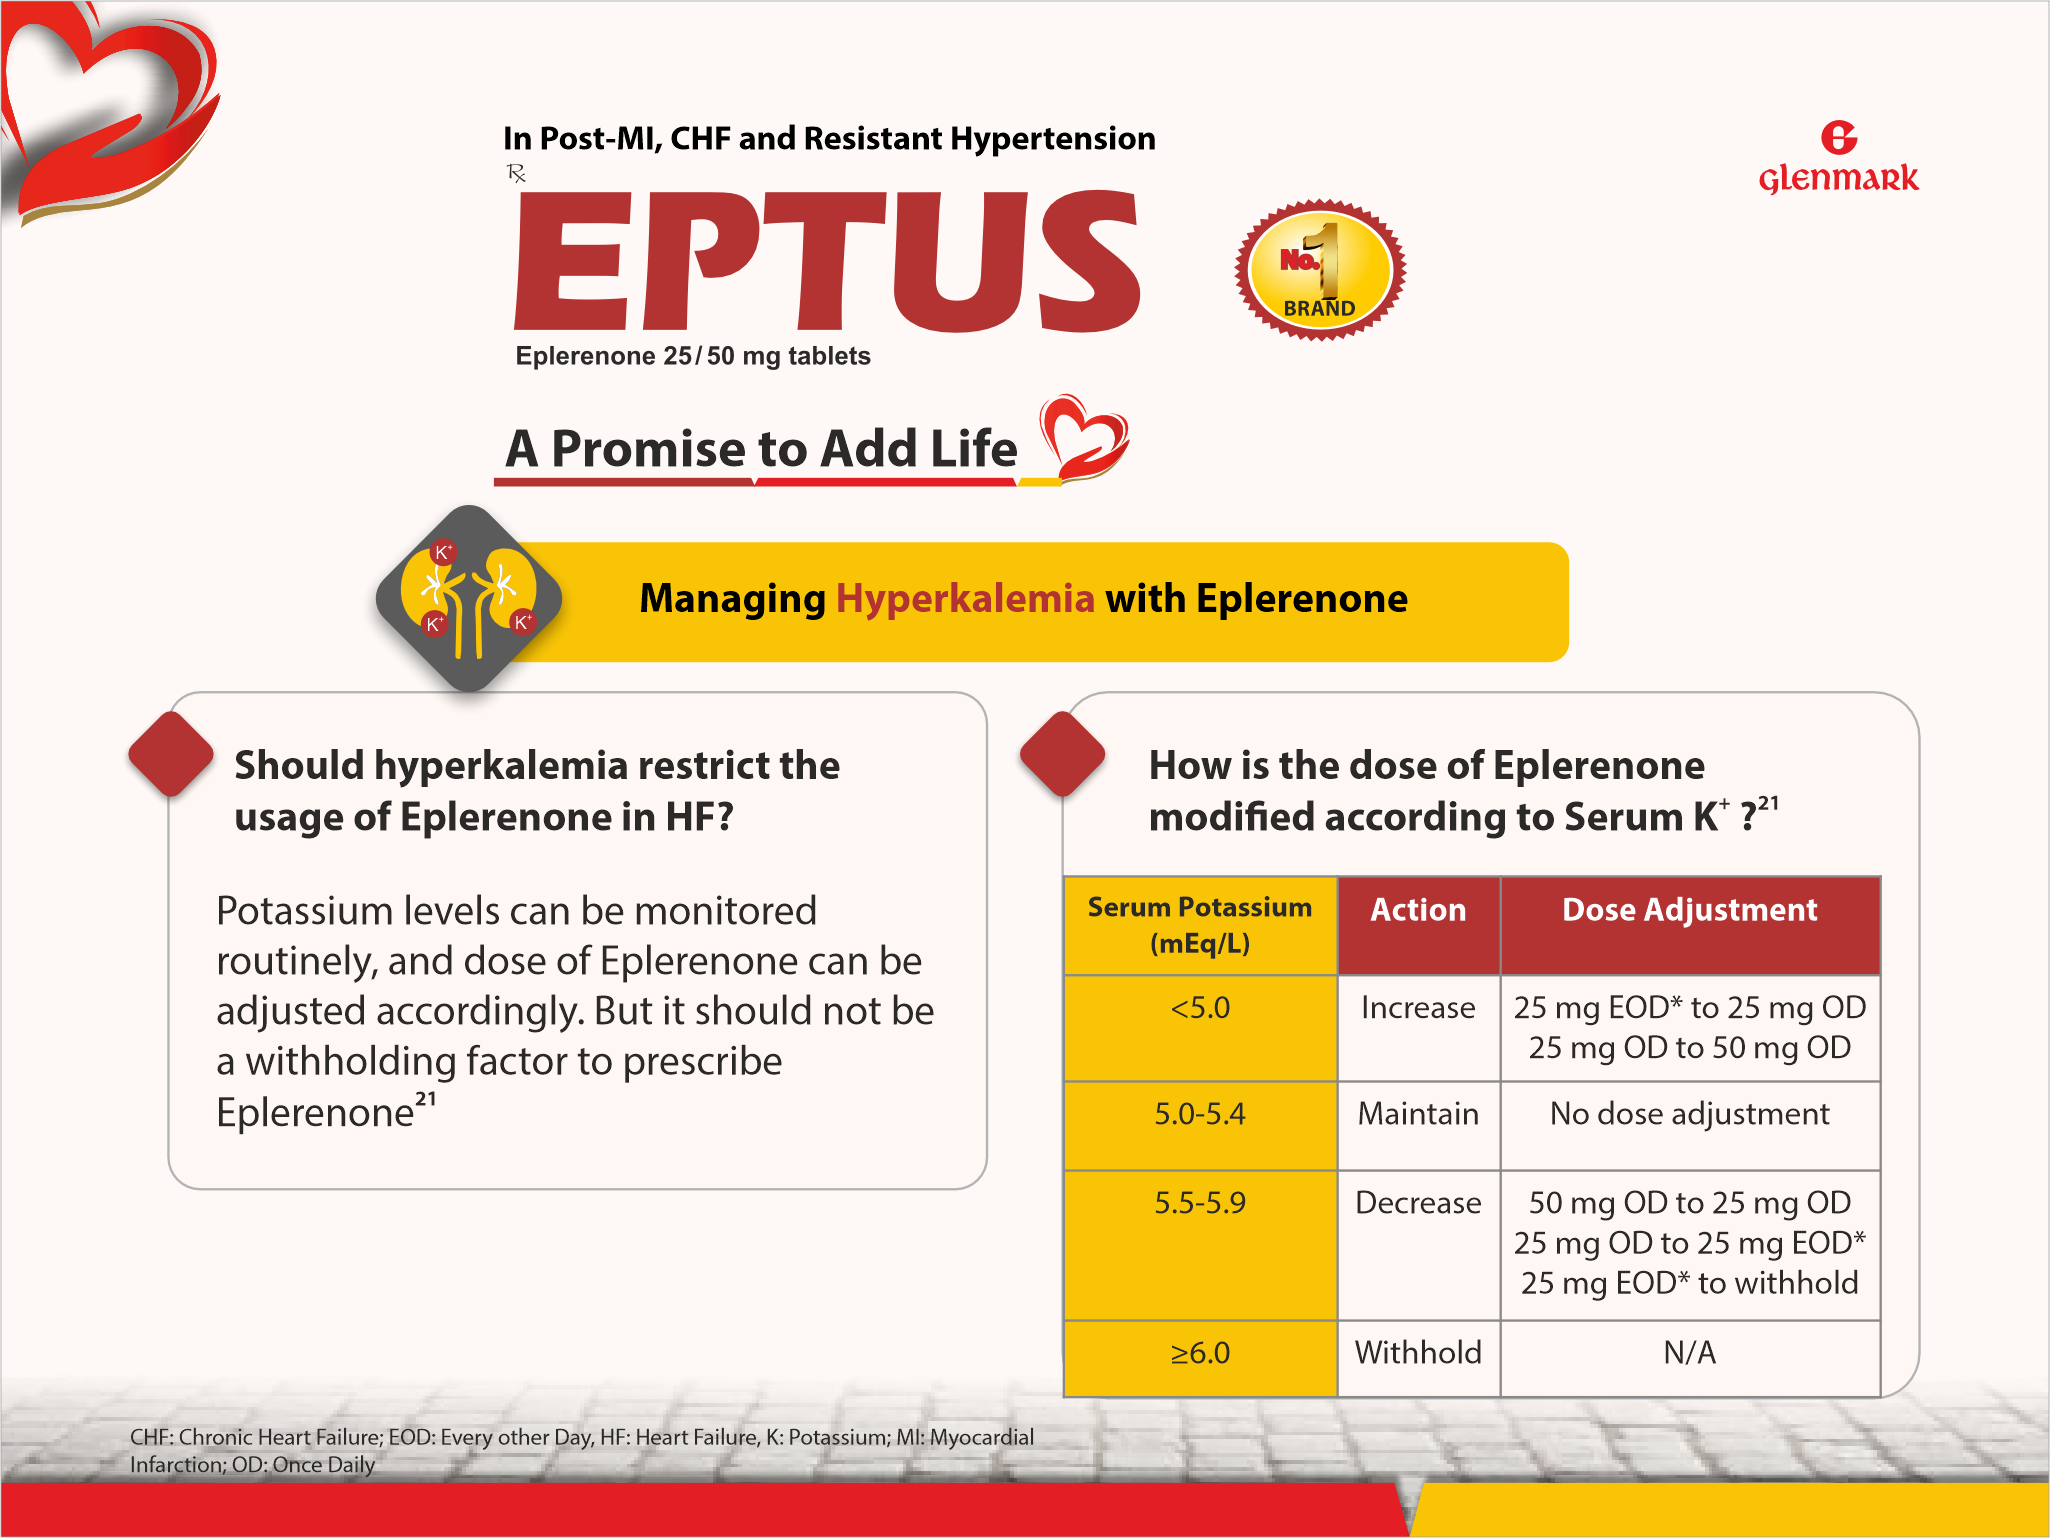 In Post-MI, CHF and Resistant Hypertension
℞
EPTUS
Eplerenone 25/50 mg tablets
No.1
BRAND
glenmark
A Promise to Add Life
K⁺
K⁺
K⁺
Managing Hyperkalemia with Eplerenone
Should hyperkalemia restrict the
usage of Eplerenone in HF?
Potassium levels can be monitored
routinely, and dose of Eplerenone can be
adjusted accordingly. But it should not be
a withholding factor to prescribe
Eplerenone²¹
How is the dose of Eplerenone
modified according to Serum K⁺ ?²¹
Serum Potassium
(mEq/L)
Action
Dose Adjustment
<5.0
Increase
25 mg EOD* to 25 mg OD
25 mg OD to 50 mg OD
5.0-5.4
Maintain
No dose adjustment
5.5-5.9
Decrease
50 mg OD to 25 mg OD
25 mg OD to 25 mg EOD*
25 mg EOD* to withhold
≥6.0
Withhold
N/A
CHF: Chronic Heart Failure; EOD: Every other Day, HF: Heart Failure, K: Potassium; MI: Myocardial
Infarction; OD: Once Daily